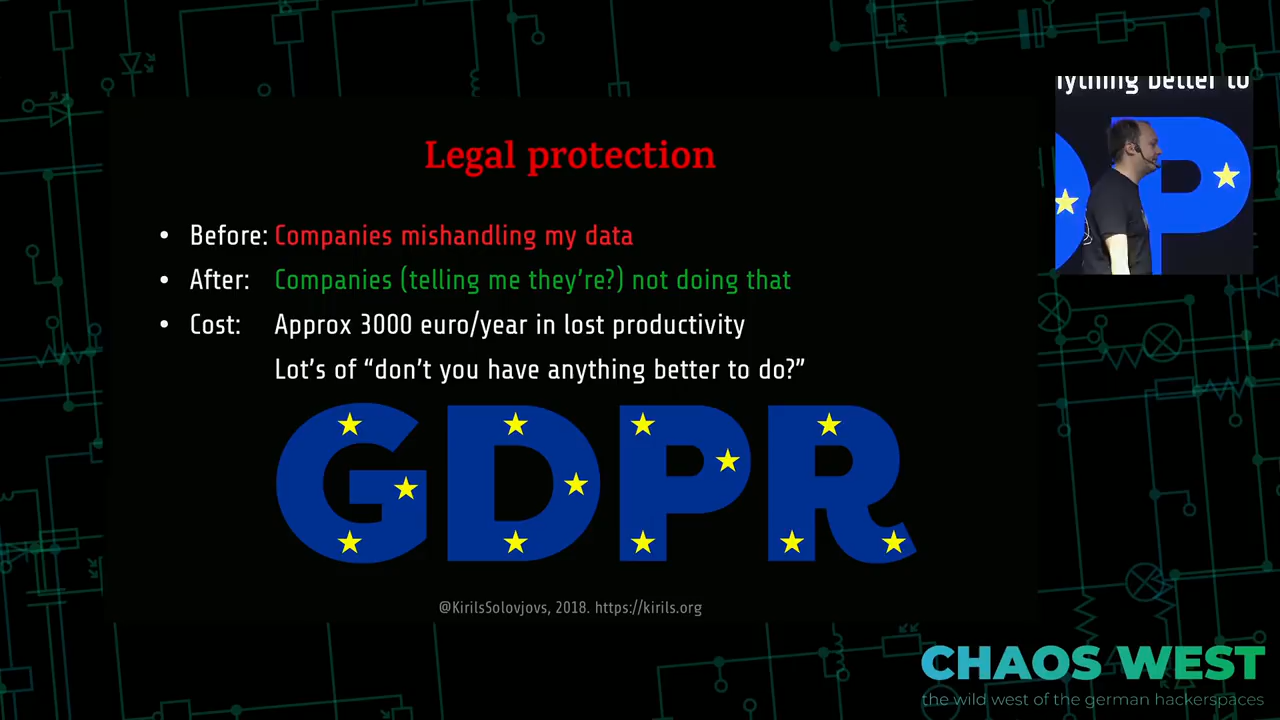 Legal protection
• Before: Companies mishandling my data
• After: Companies (telling me they’re?) not doing that
• Cost: Approx 3000 euro/year in lost productivity
Lot’s of “don’t you have anything better to do?”
GDPR
@KirilsSolovjovs, 2018. https://kirils.org
ything better to
P
CHAOS WEST
the wild west of the german hackerspaces